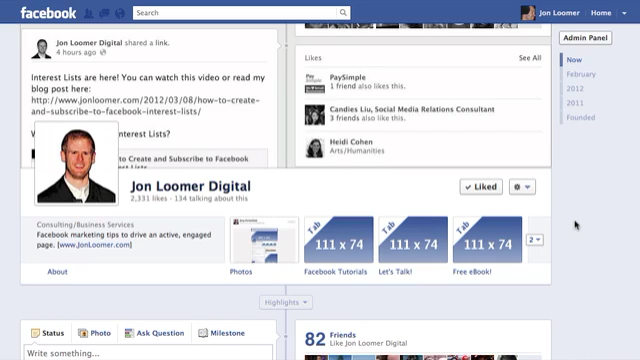 facebook
Search
Jon Loomer
Home
Admin Panel
Jon Loomer Digital shared a link.
4 hours ago
Interest Lists are here! You can watch this video or read my
blog post here:
http://www.jonloomer.com/2012/03/08/how-to-create-
and-subscribe-to-facebook-interest-lists/
nterest Lists?
to Create and Subscribe to Facebook
Likes
See All
PaySimple
1 friend also likes this.
Candies Liu, Social Media Relations Consultant
3 friends also like this.
Heidi Cohen
Arts/Humanities
Now
February
2012
2011
Founded
Jon Loomer Digital
2,331 likes · 134 talking about this
Liked
Consulting/Business Services
Facebook marketing tips to drive an active, engaged
page. [www.JonLoomer.com]
About
Photos
Tab
111 x 74
Facebook Tutorials
Tab
111 x 74
Let's Talk!
Tab
111 x 74
Free eBook!
2
Highlights
Status
Photo
Ask Question
Milestone
Write something...
82 Friends
Like Jon Loomer Digital